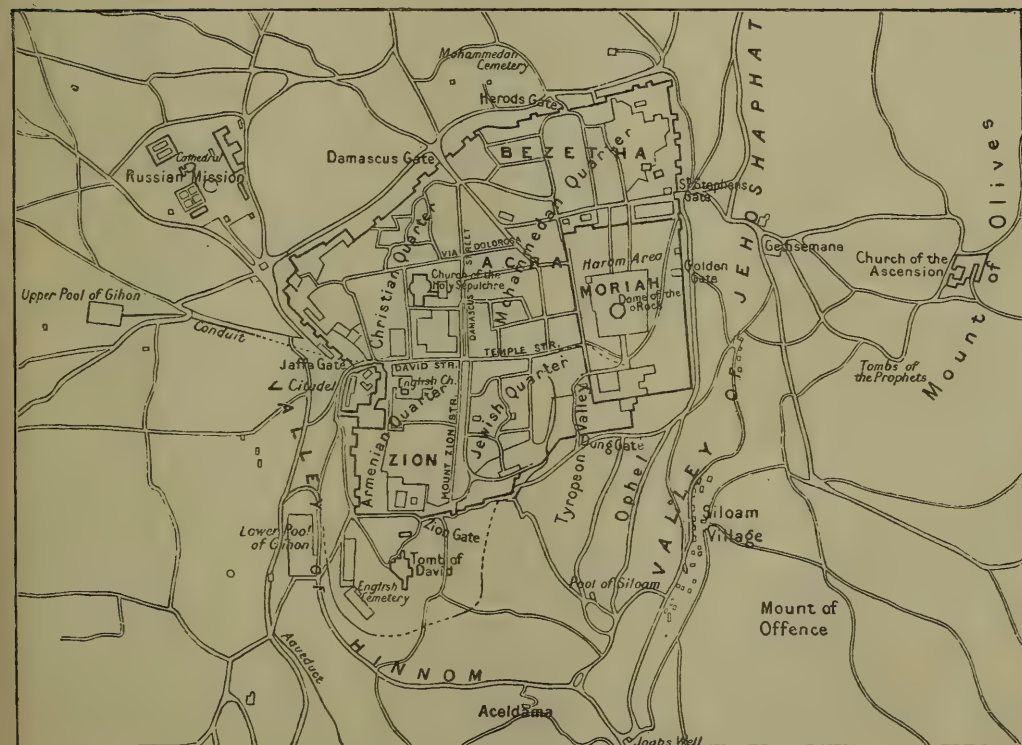 Mohammedan
Cemetery
Herods Gate
VALLEY OF JEHOSHAPHAT
Mount of Olives
Damascus Gate
BEZETHA
Cathedral
Russian Mission
St Stephens
Gate
Christian Quarter
Mohammedan Quarter
VIA DOLOROSA
DAMASCUS STREET
ACRA
Haram Area
Gethsemane
Church of the
Ascension
Church of the
Holy Sepulchre
MORIAH
Golden
Gate
Dome of the
Rock
Upper Pool of Gihon
Conduit
TEMPLE STR.
Jaffa Gate
DAVID STR.
Citadel
English Ch.
Tombs of
the Prophets
Armenian Quarter
MOUNT ZION STR.
Jewish Quarter
Tyropseon Valley
Dung Gate
Ophel
ZION
VALLEY OF HINNOM
Siloam
Village
Lower Pool
of Gihon
Zion Gate
Tomb of
David
English
Cemetery
Pool of Siloam
Mount of
Offence
Aqueduct
Aceldama
Joabs Well